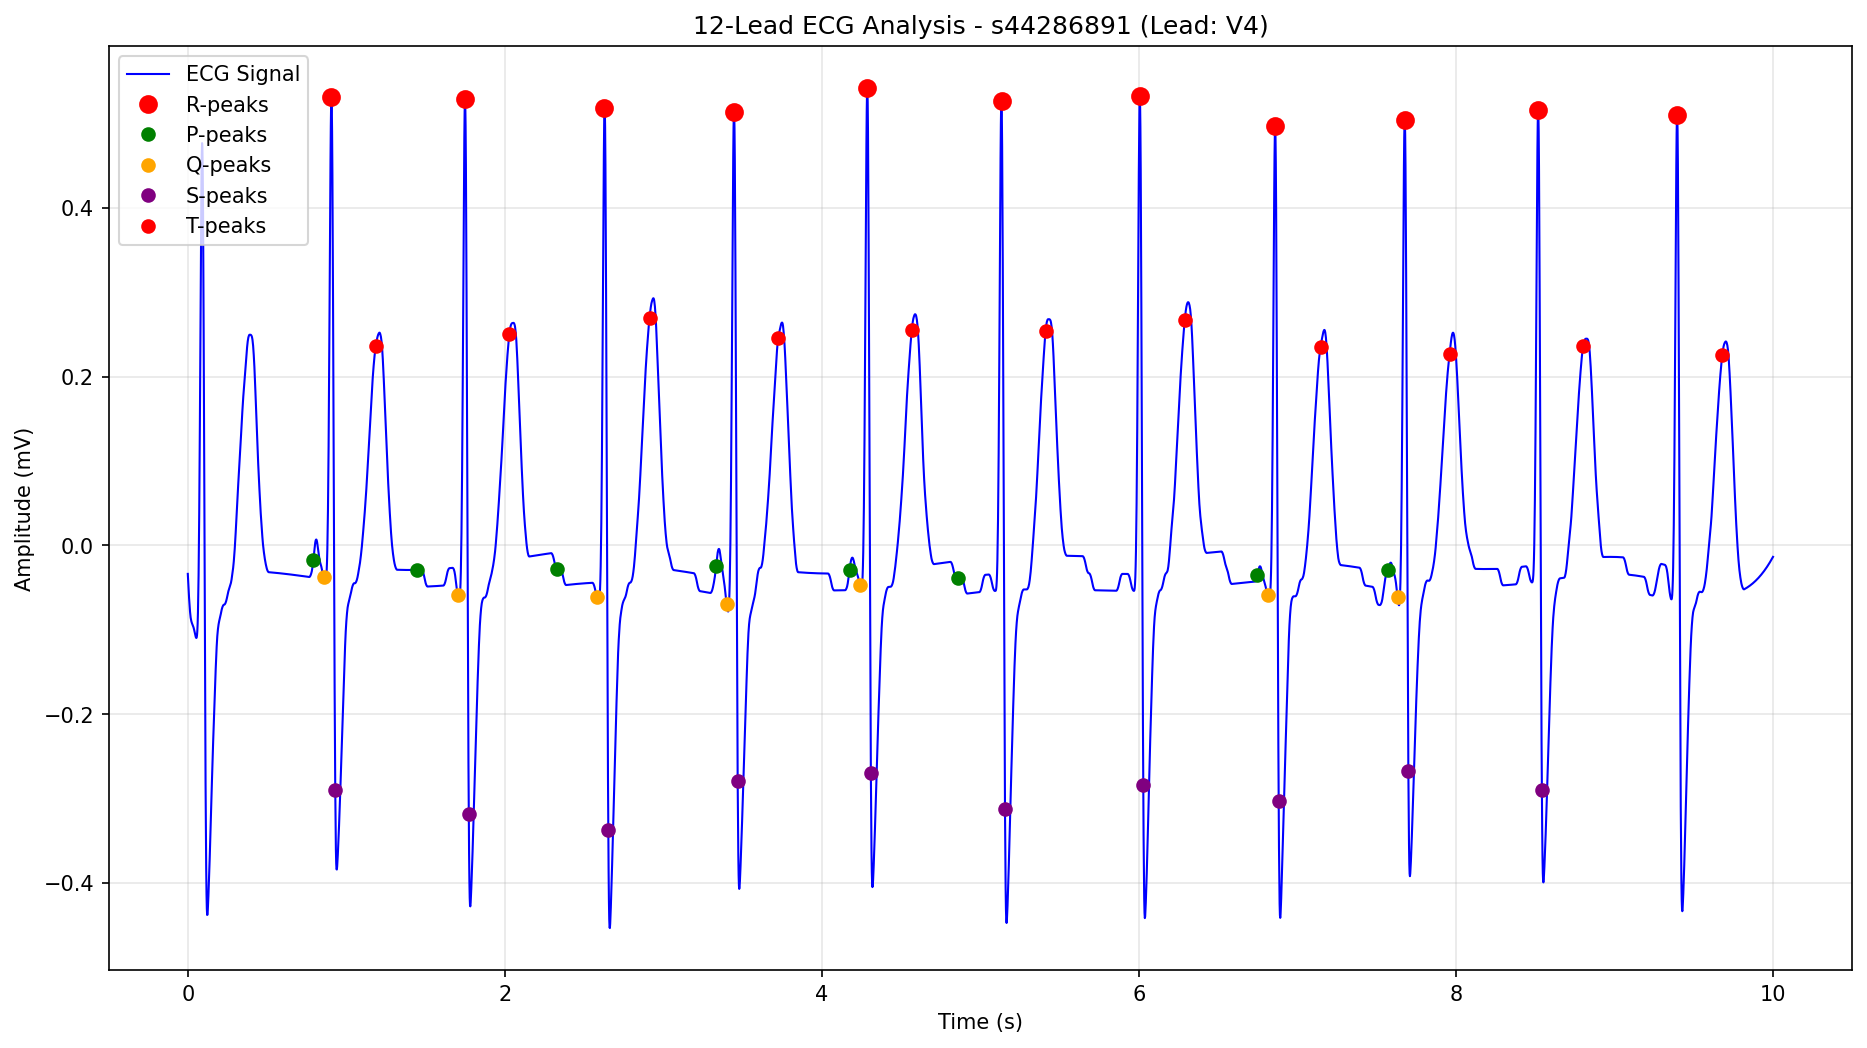 12-Lead ECG Analysis - s44286891 (Lead: V4)
ECG Signal
R-peaks
P-peaks
Q-peaks
S-peaks
T-peaks
Amplitude (mV)
0.4
0.2
0.0
−0.2
−0.4
0 2 4 6 8 10
Time (s)